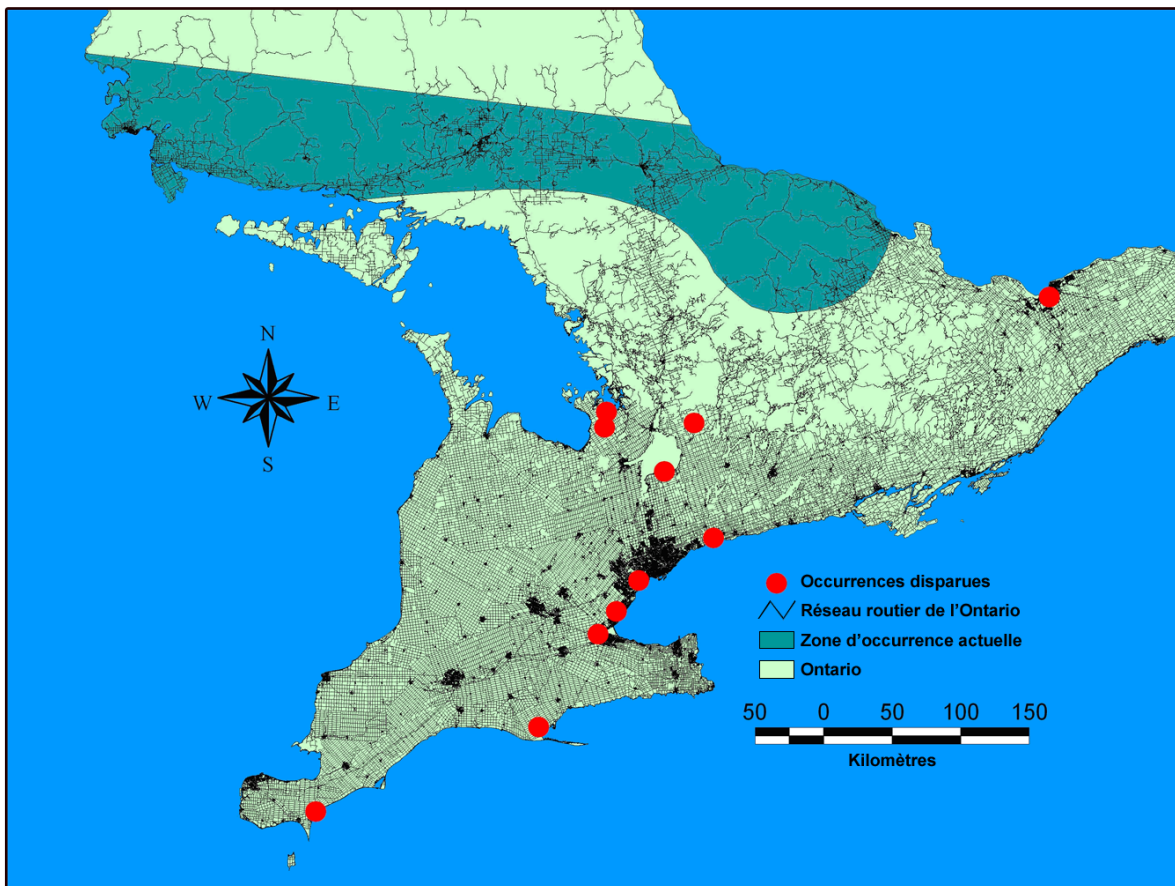 N
W E
S
Occurrences disparues
Réseau routier de l'Ontario
Zone d'occurrence actuelle
Ontario
50 0 50 100 150
Kilomètres